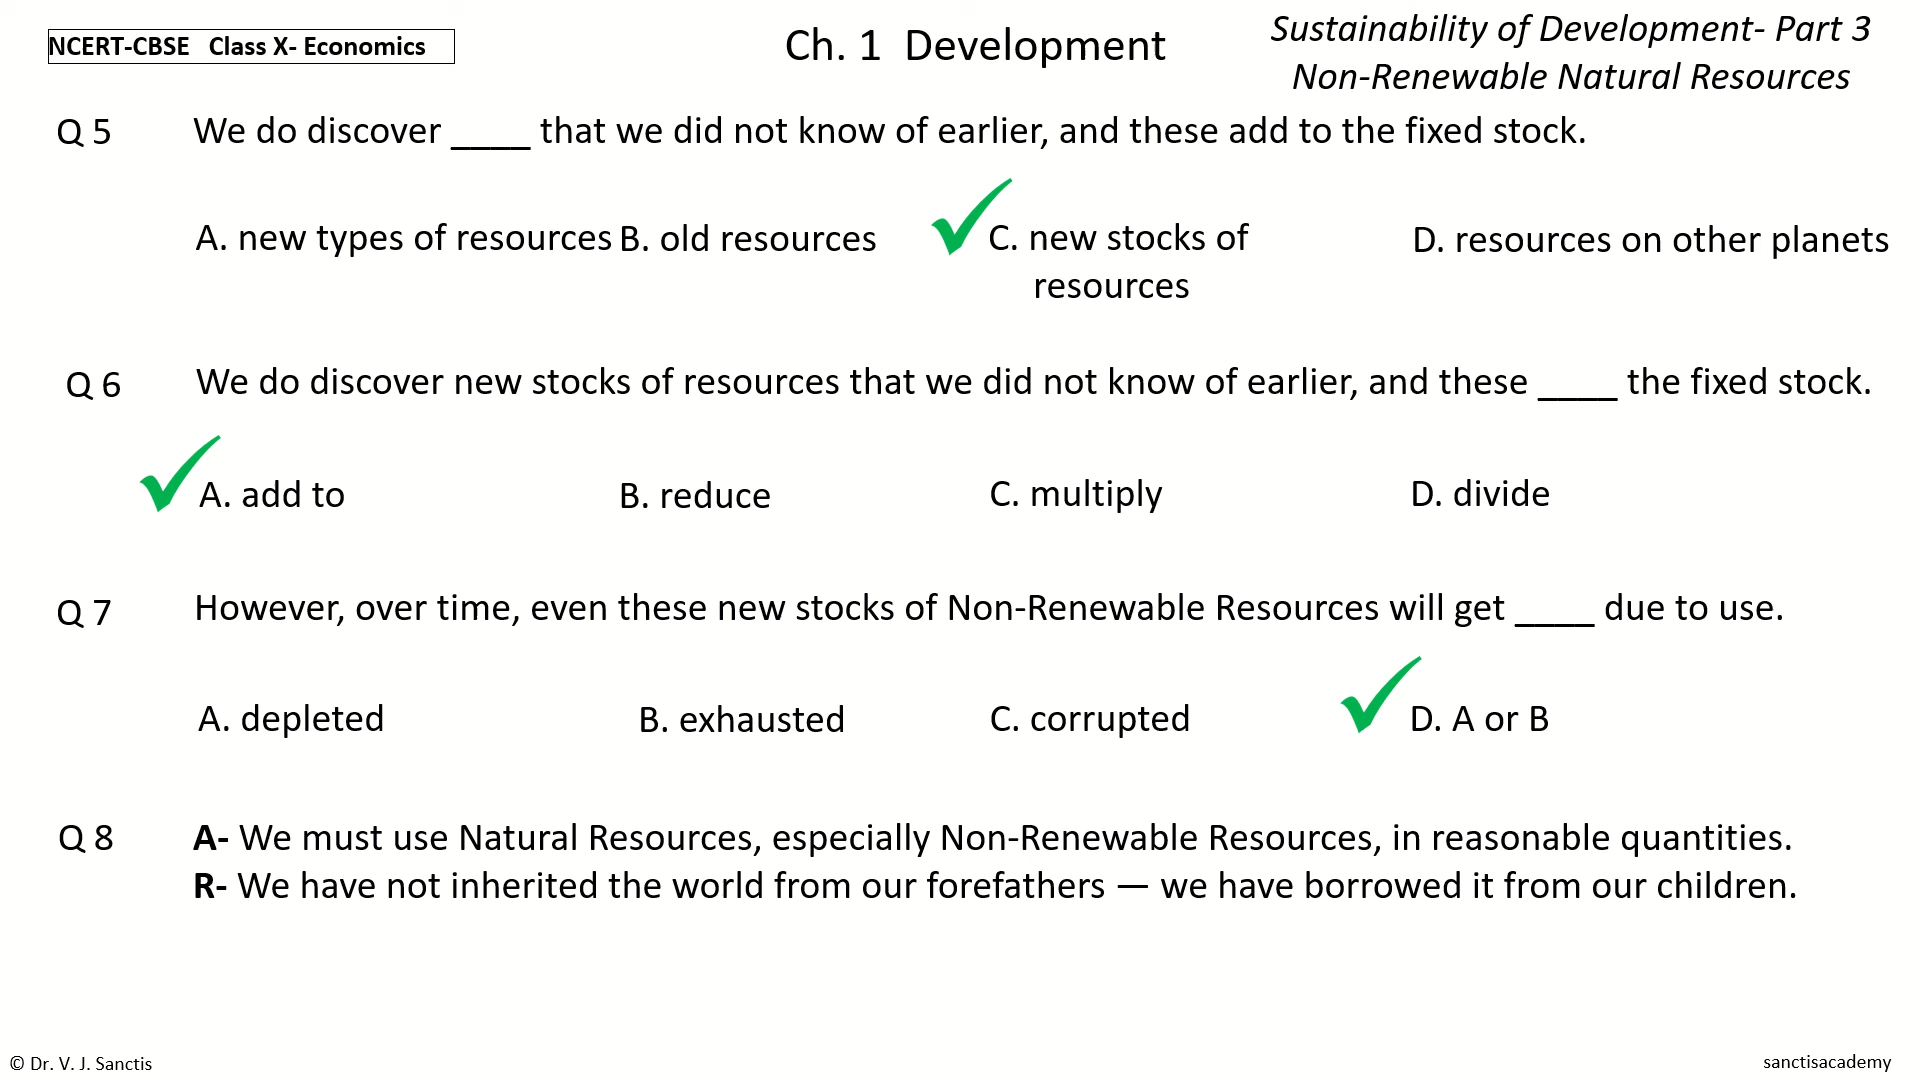 NCERT-CBSE Class X- Economics
Ch. 1 Development
Sustainability of Development- Part 3
Non-Renewable Natural Resources
Q 5 We do discover ____ that we did not know of earlier, and these add to the fixed stock.
A. new types of resources B. old resources C. new stocks of D. resources on other planets
resources
Q 6 We do discover new stocks of resources that we did not know of earlier, and these ____ the fixed stock.
A. add to B. reduce C. multiply D. divide
Q 7 However, over time, even these new stocks of Non-Renewable Resources will get ____ due to use.
A. depleted B. exhausted C. corrupted D. A or B
Q 8 A- We must use Natural Resources, especially Non-Renewable Resources, in reasonable quantities.
R- We have not inherited the world from our forefathers — we have borrowed it from our children.
© Dr. V. J. Sanctis
sanctisacademy